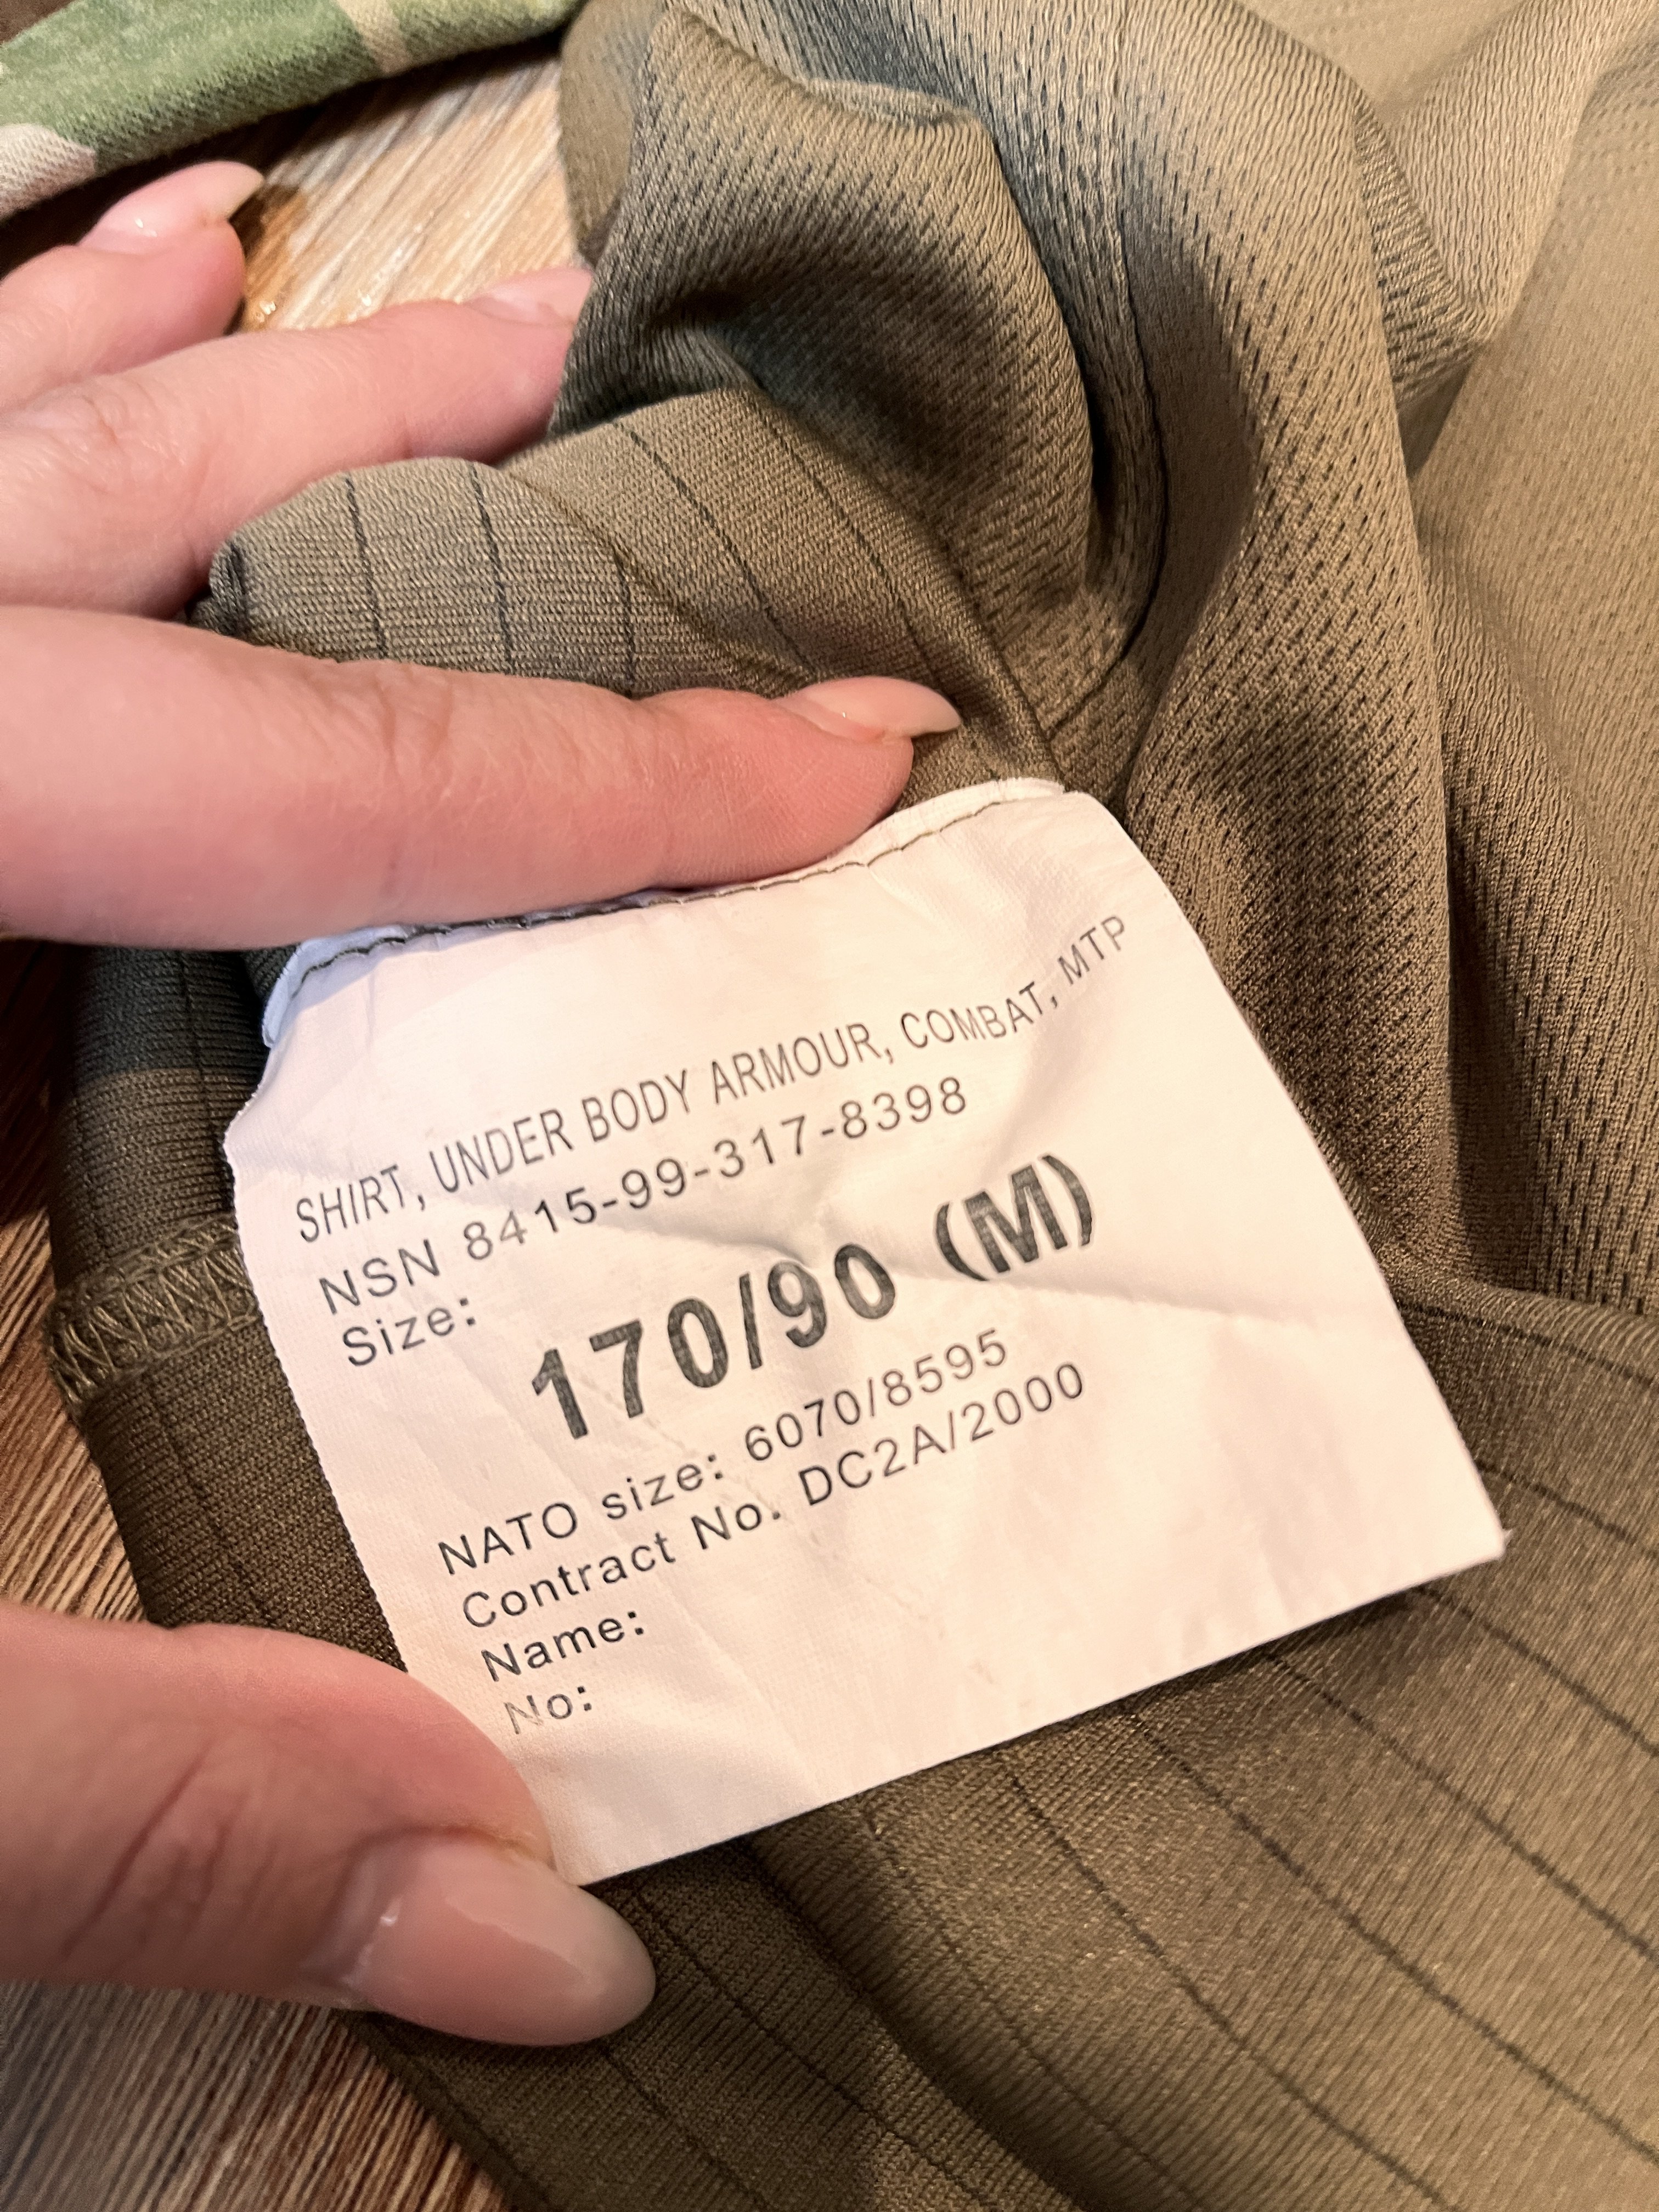 SHIRT, UNDER BODY ARMOUR, COMBAT, MTP
NSN 8415-99-317-8398
Size:
170/90 (M)
NATO size: 6070/8595
Contract No. DC2A/2000
Name:
No: